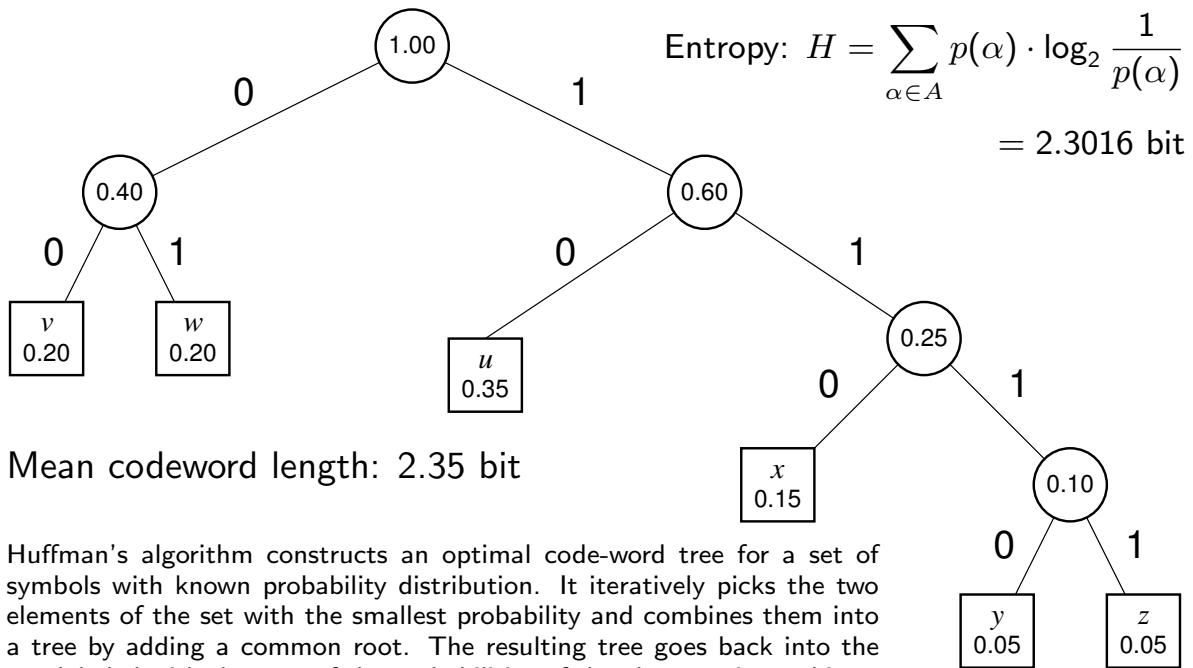 1.00
Entropy: H = ∑ p(α) · log₂ 1/p(α)
α∈A
= 2.3016 bit
0 1
0.40 0.60
0 1 0 1
v w
0.20 0.20
u
0.35
0.25
0 1
Mean codeword length: 2.35 bit
x
0.15
0.10
0 1
y z
0.05 0.05
Huffman's algorithm constructs an optimal code-word tree for a set of
symbols with known probability distribution. It iteratively picks the two
elements of the set with the smallest probability and combines them into
a tree by adding a common root. The resulting tree goes back into the